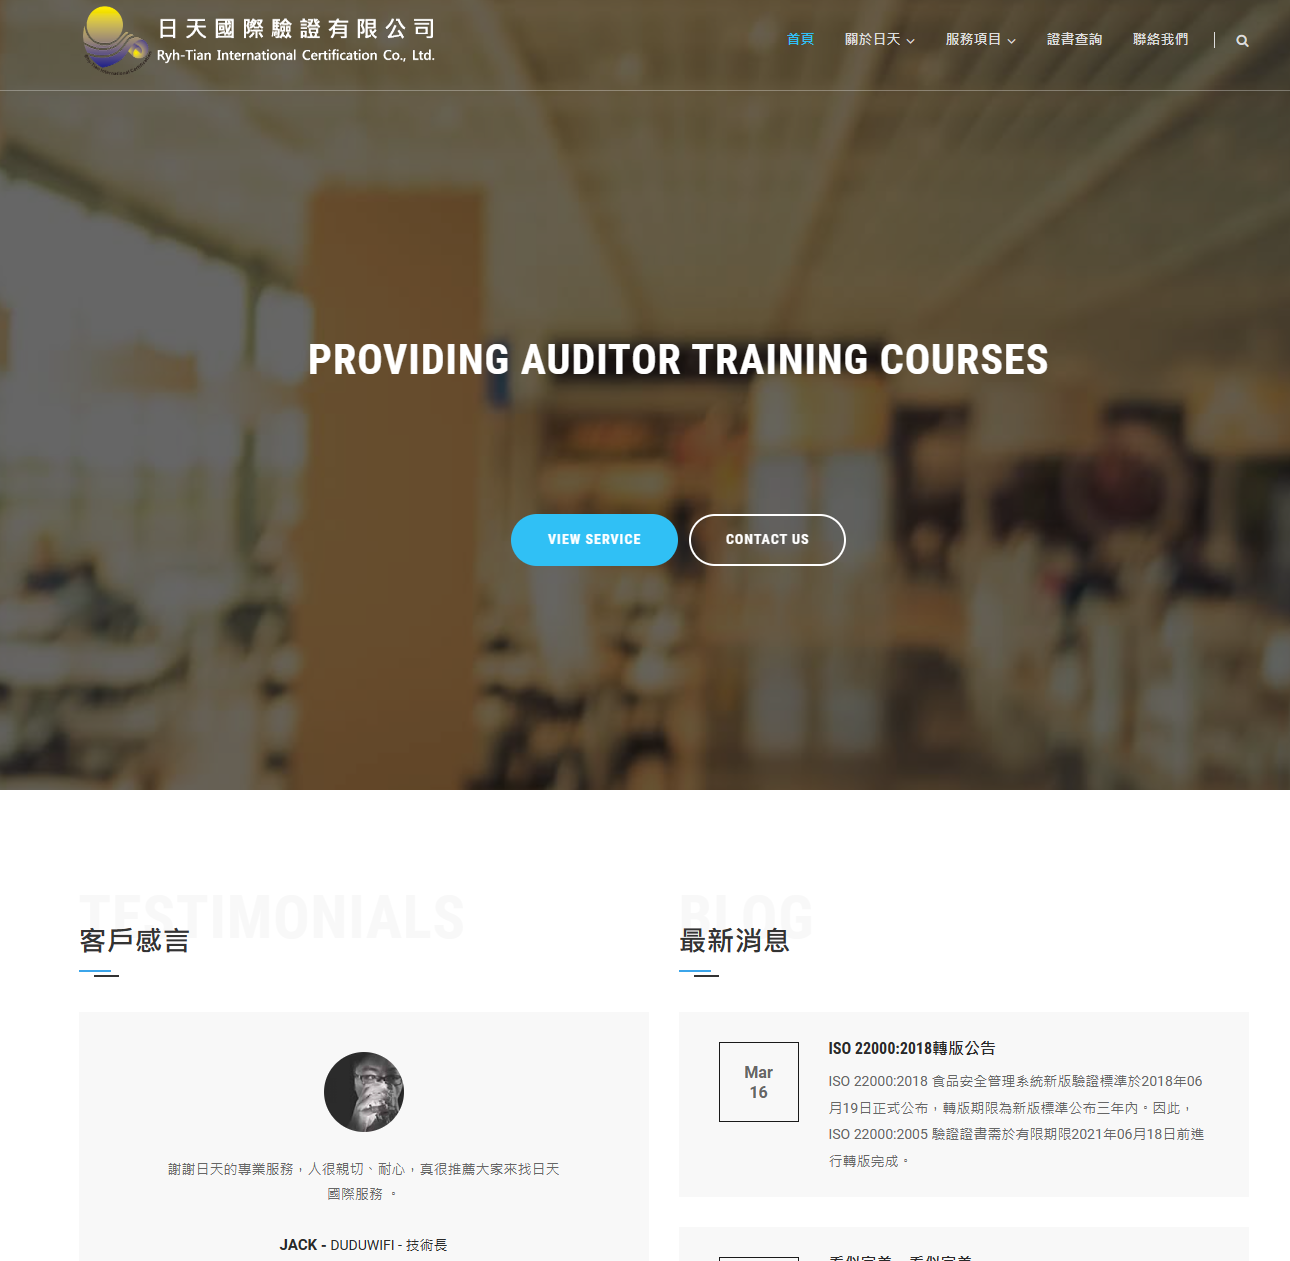 日天國際驗證有限公司
Ryh-Tian International Certification Co., Ltd.
首頁 關於日天 服務項目 證書查詢 聯絡我們
PROVIDING AUDITOR TRAINING COURSES
VIEW SERVICE CONTACT US
TESTIMONIALS
客戶感言
謝謝日天的專業服務，人很親切、耐心，真很推薦大家來找日天
國際服務 。
JACK - DUDUWIFI - 技術長
BLOG
最新消息
Mar
16
ISO 22000:2018轉版公告
ISO 22000:2018 食品安全管理系統新版驗證標準於2018年06
月19日正式公布，轉版期限為新版標準公布三年內。因此，
ISO 22000:2005 驗證證書需於有限期限2021年06月18日前進
行轉版完成。